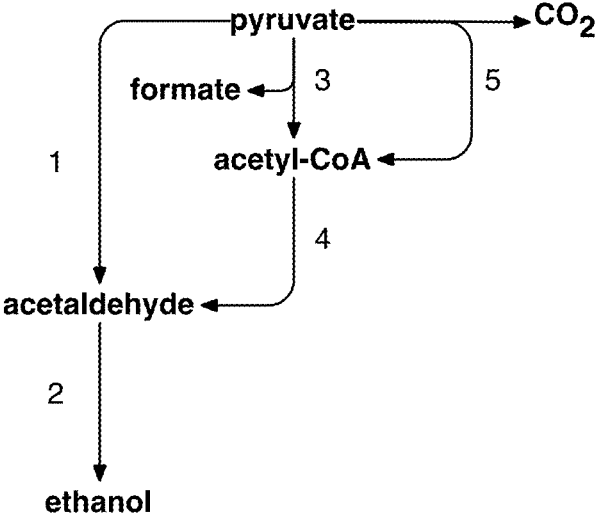 pyruvate
CO2
formate
3
5
1
acetyl-CoA
4
acetaldehyde
2
ethanol